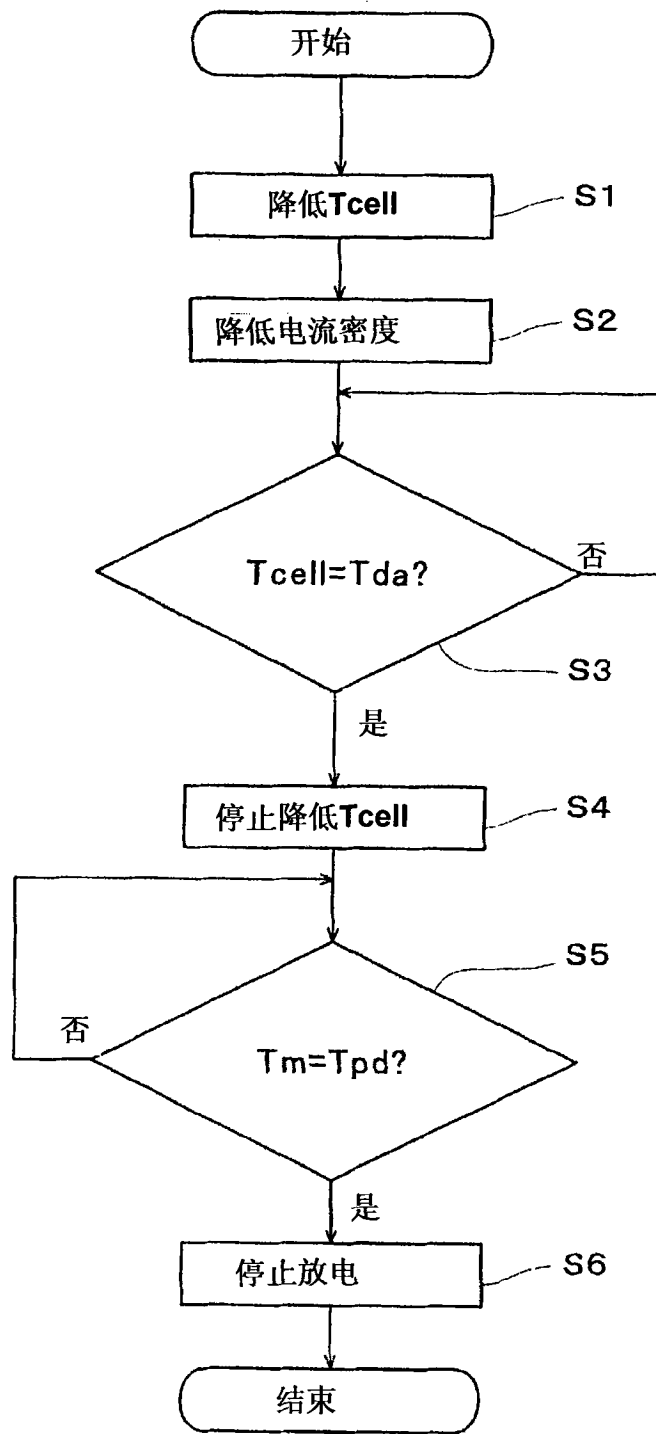 开始
降低Tcell
S1
降低电流密度
S2
Tcell=Tda?
否
S3
是
停止降低Tcell
S4
S5
否
Tm=Tpd?
是
停止放电
S6
结束